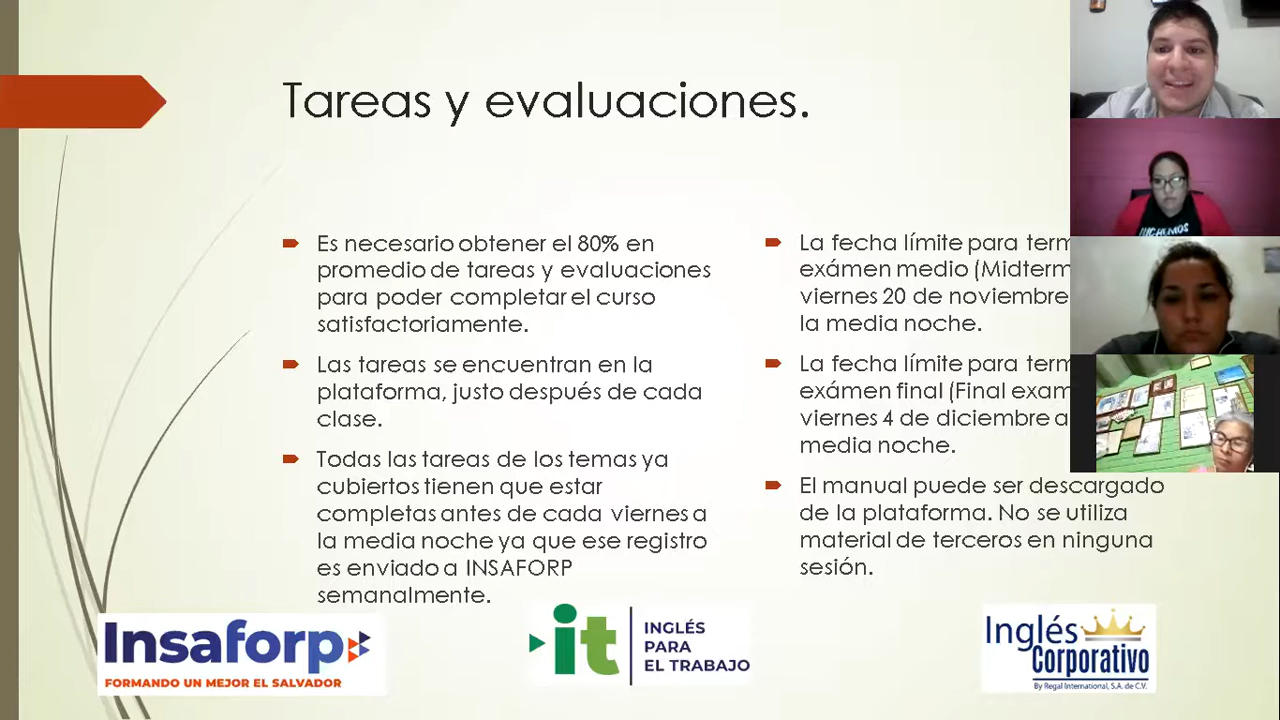 Tareas y evaluaciones.
Es necesario obtener el 80% en
promedio de tareas y evaluaciones
para poder completar el curso
satisfactoriamente.
Las tareas se encuentran en la
plataforma, justo después de cada
clase.
Todas las tareas de los temas ya
cubiertos tienen que estar
completas antes de cada viernes a
la media noche ya que ese registro
es enviado a INSAFORP
semanalmente.
La fecha límite para term
exámen medio (Midterm
viernes 20 de noviembre
la media noche.
La fecha límite para term
exámen final (Final exam
viernes 4 de diciembre a
media noche.
El manual puede ser descargado
de la plataforma. No se utiliza
material de terceros en ninguna
sesión.
Insaforp
FORMANDO UN MEJOR EL SALVADOR
it
INGLÉS
PARA
EL TRABAJO
Inglés
Corporativo
By Regal International, S.A. de C.V.